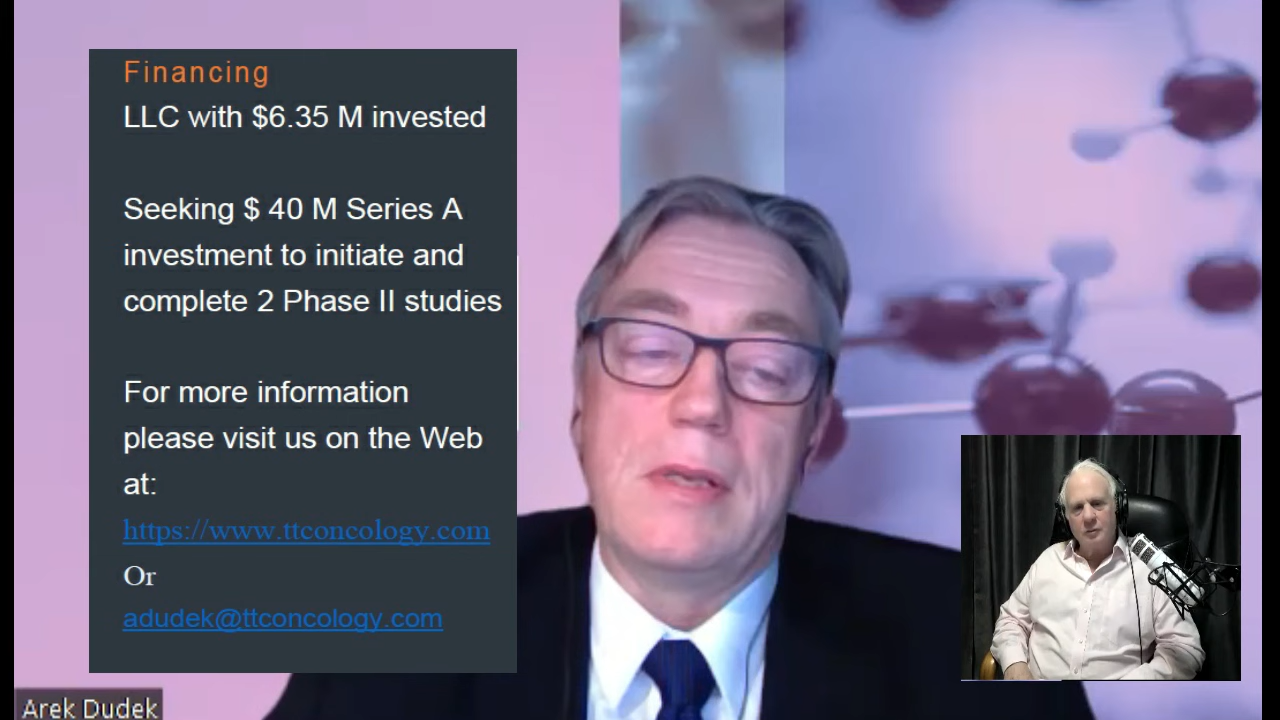 Financing
LLC with $6.35 M invested
Seeking $ 40 M Series A
investment to initiate and
complete 2 Phase II studies
For more information
please visit us on the Web
at:
https://www.ttconcology.com
Or
adudek@ttconcology.com
Arek Dudek